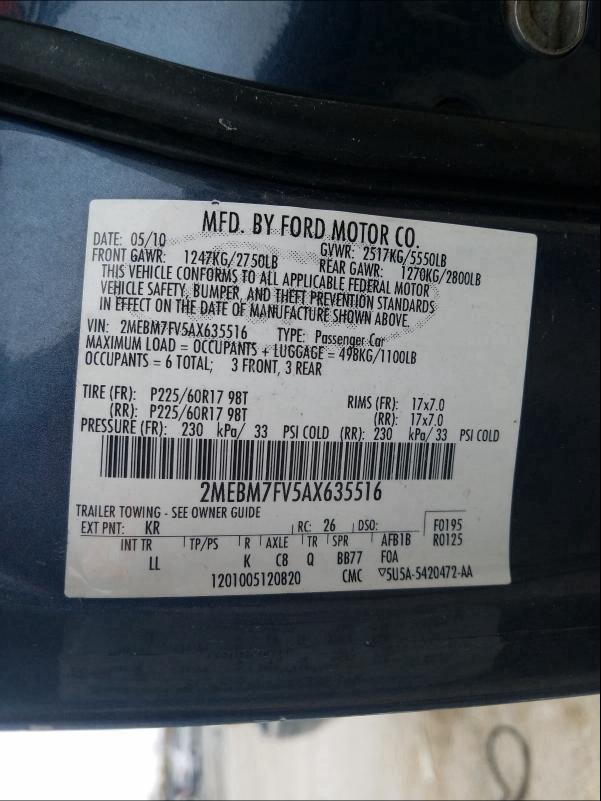 MFD. BY FORD MOTOR CO.
DATE: 05/10 GVWR: 2517KG/5550LB
FRONT GAWR: 1247KG/2750LB REAR GAWR: 1270KG/2800LB
THIS VEHICLE CONFORMS TO ALL APPLICABLE FEDERAL MOTOR
VEHICLE SAFETY, BUMPER, AND THEFT PREVENTION STANDARDS
IN EFFECT ON THE DATE OF MANUFACTURE SHOWN ABOVE.
VIN: 2MEBM7FV5AX635516 TYPE: Passenger Car
MAXIMUM LOAD = OCCUPANTS + LUGGAGE = 498KG/1100LB
OCCUPANTS = 6 TOTAL; 3 FRONT, 3 REAR
TIRE (FR): P225/60R17 98T RIMS (FR): 17x7.0
(RR): P225/60R17 98T (RR): 17x7.0
PRESSURE (FR): 230 kPa/ 33 PSI COLD (RR): 230 kPa/ 33 PSI COLD
2MEBM7FV5AX635516
TRAILER TOWING - SEE OWNER GUIDE
EXT PNT: KR RC: 26 DSO: F0195
INT TR TP/PS R AXLE TR SPR AFB1B R0125
LL K C8 Q BB77 FOA
1201005120820 CMC ▽5U5A-5420472-AA